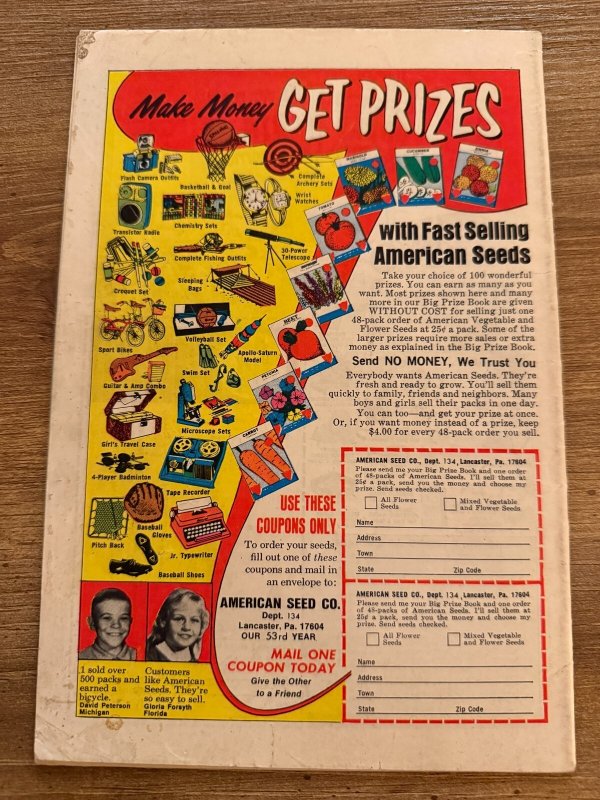 Make Money GET PRIZES
Flash Camera Outfits
Basketball & Goal
Complete
Archery Sets
Wrist
Watches
Transistor Radio
Chemistry Sets
Complete Fishing Outfits
30-Power
Telescope
Croquet Set
Sleeping
Bags
Sport Bikes
Volleyball Set
Apollo-Saturn
Model
Guitar & Amp Combo
Swim Set
Microscope Sets
Girl's Travel Case
4-Player Badminton
Tape Recorder
Baseball
Gloves
Pitch Back
Jr. Typewriter
Baseball Shoes
MARIGOLD
CUCUMBER
ZINNIA
TOMATO
BEET
PETUNIA
CARROT
with Fast Selling
American Seeds
Take your choice of 100 wonderful
prizes. You can earn as many as you
want. Most prizes shown here and many
more in our Big Prize Book are given
WITHOUT COST for selling just one
48-pack order of American Vegetable and
Flower Seeds at 25¢ a pack. Some of the
larger prizes require more sales or extra
money as explained in the Big Prize Book.
Send NO MONEY, We Trust You
Everybody wants American Seeds. They're
fresh and ready to grow. You'll sell them
quickly to family, friends and neighbors. Many
boys and girls sell their packs in one day.
You can too—and get your prize at once.
Or, if you want money instead of a prize, keep
$4.00 for every 48-pack order you sell.
USE THESE
COUPONS ONLY
To order your seeds,
fill out one of these
coupons and mail in
an envelope to:
AMERICAN SEED CO.
Dept. 134
Lancaster, Pa. 17604
OUR 53rd YEAR
MAIL ONE
COUPON TODAY
Give the Other
to a Friend
I sold over
500 packs and
earned a
bicycle.
David Peterson
Michigan
Customers
like American
Seeds. They're
so easy to sell.
Gloria Forsyth
Florida
AMERICAN SEED CO., Dept. 134, Lancaster, Pa. 17604
Please send me your Big Prize Book and one order
of 48-packs of American Seeds. I'll sell them at
25¢ a pack, send you the money and choose my
prize. Send seeds checked.
All Flower
Seeds
Mixed Vegetable
and Flower Seeds
Name
Address
Town
State Zip Code
AMERICAN SEED CO., Dept. 134, Lancaster, Pa. 17604
Please send me your Big Prize Book and one order
of 48-packs of American Seeds. I'll sell them at
25¢ a pack, send you the money and choose my
prize. Send seeds checked.
All Flower
Seeds
Mixed Vegetable
and Flower Seeds
Name
Address
Town
State Zip Code